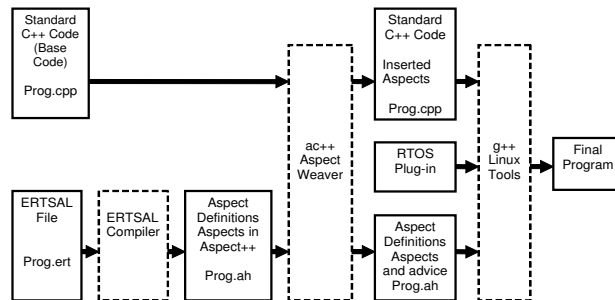 Standard
C++ Code
(Base
Code)
Prog.cpp
Standard
C++ Code
Inserted
Aspects
Prog.cpp
ac++
Aspect
Weaver
g++
Linux
Tools
RTOS
Plug-in
Final
Program
ERTSAL
File
Prog.ert
ERTSAL
Compiler
Aspect
Definitions
Aspects in
Aspect++
Prog.ah
Aspect
Definitions
Aspects
and advice
Prog.ah